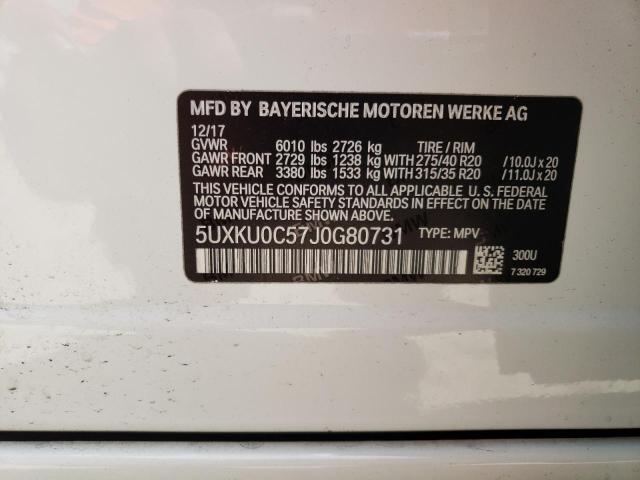 MFD BY BAYERISCHE MOTOREN WERKE AG
12/17
GVWR 6010 lbs 2726 kg TIRE / RIM
GAWR FRONT 2729 lbs 1238 kg WITH 275/40 R20 /10.0J x 20
GAWR REAR 3380 lbs 1533 kg WITH 315/35 R20 /11.0J x 20
THIS VEHICLE CONFORMS TO ALL APPLICABLE U. S. FEDERAL
MOTOR VEHICLE SAFETY STANDARDS IN EFFECT ON THE DATE
OF MANUFACTURE SHOWN ABOVE.
5UXKU0C57J0G80731 TYPE: MPV
300U
7 320 729